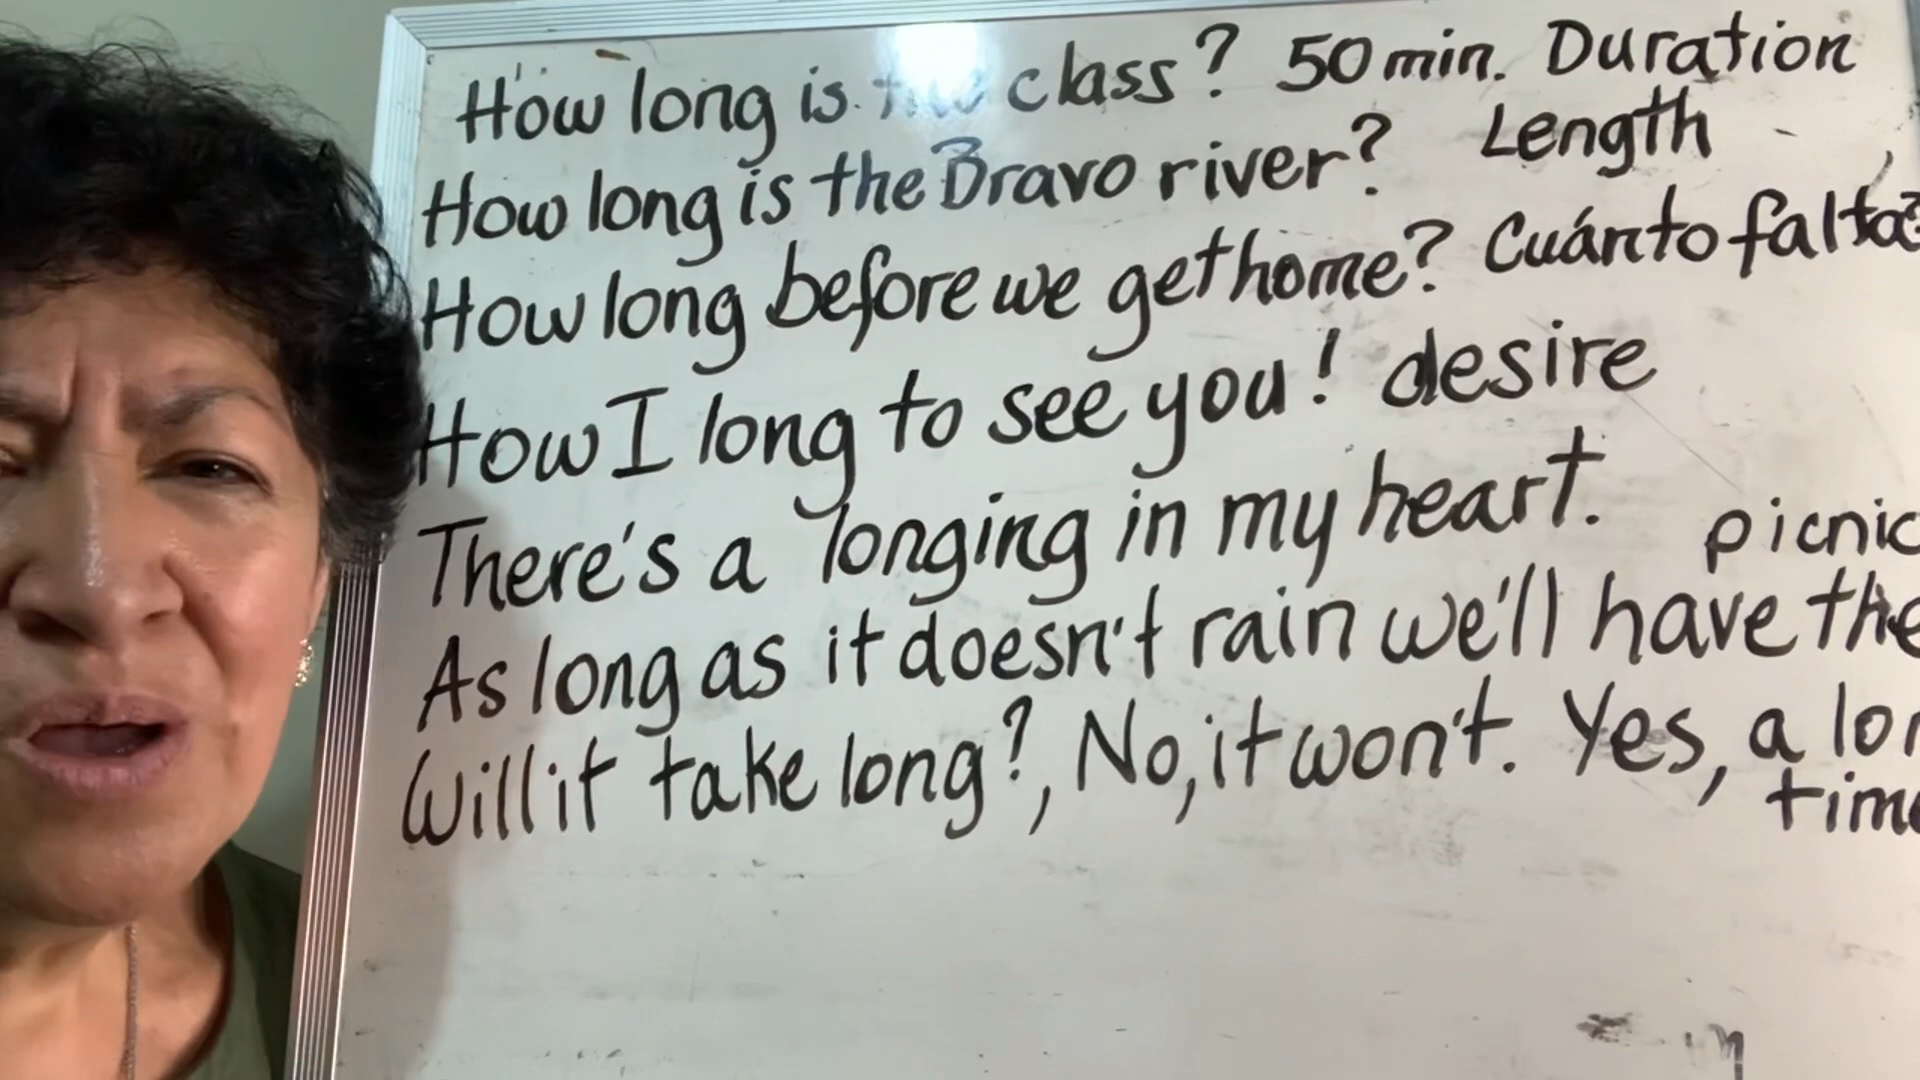 How long is the class? 50 min. Duration
How long is the Bravo river? Length
How long before we get home? Cuánto falta?
How I long to see you! desire
There's a longing in my heart.
picnic
As long as it doesn't rain we'll have the
Will it take long?, No, it won't. Yes, a lon
time